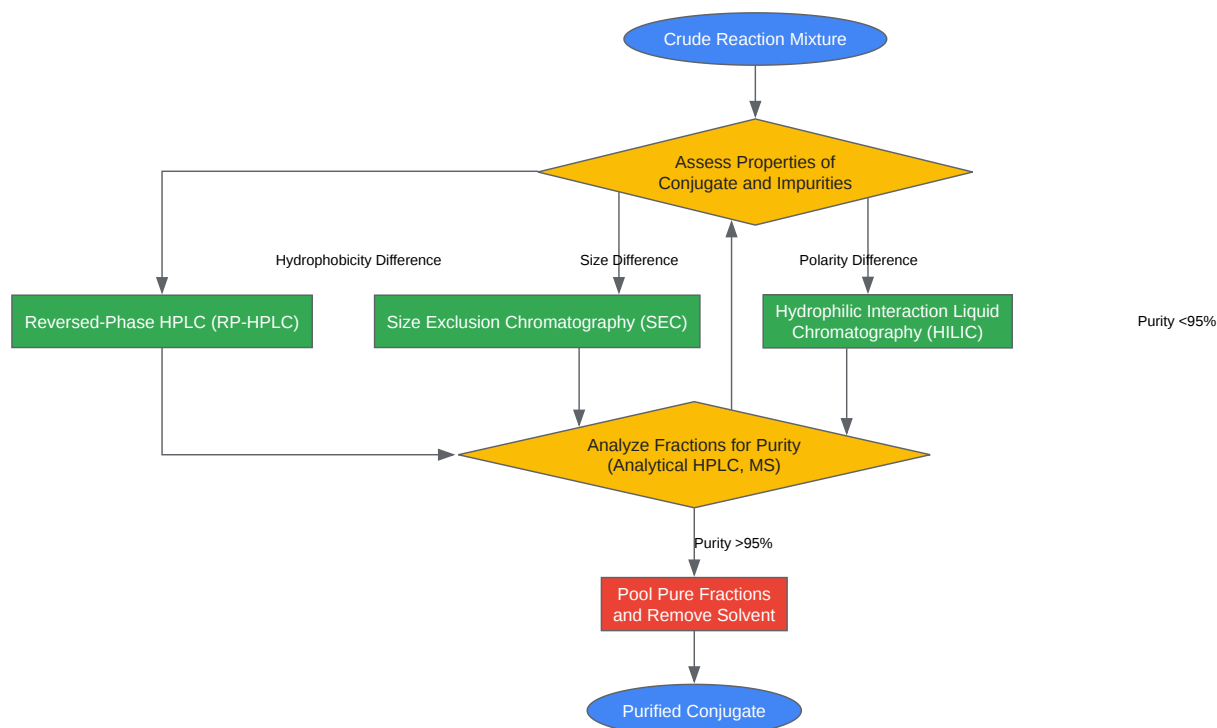 Crude Reaction Mixture
Assess Properties of
Conjugate and Impurities
Hydrophobicity Difference
Size Difference
Polarity Difference
Reversed-Phase HPLC (RP-HPLC)
Size Exclusion Chromatography (SEC)
Hydrophilic Interaction Liquid
Chromatography (HILIC)
Purity <95%
Analyze Fractions for Purity
(Analytical HPLC, MS)
Purity >95%
Pool Pure Fractions
and Remove Solvent
Purified Conjugate